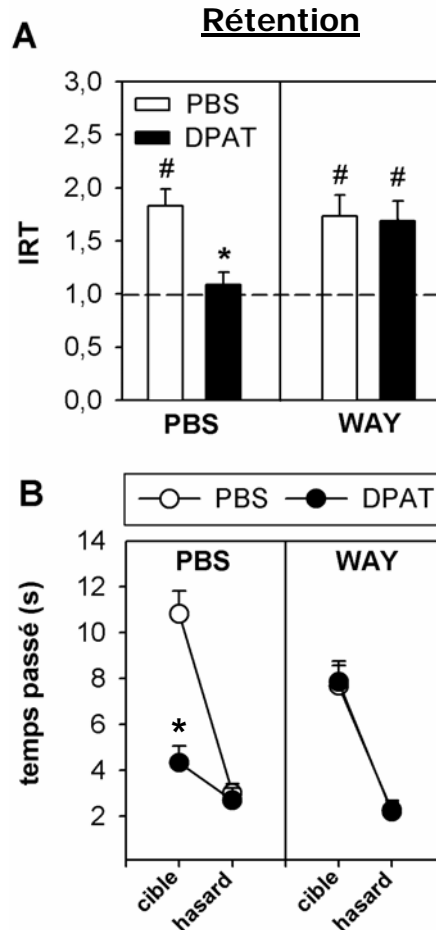 Rétention
A
3,0
2,5
2,0
1,5
1,0
0,5
0,0
IRT
PBS
DPAT
#
*
#
#
PBS
WAY
B
PBS
DPAT
PBS
WAY
14
12
10
8
6
4
2
temps passé (s)
*
cible
hasard
cible
hasard